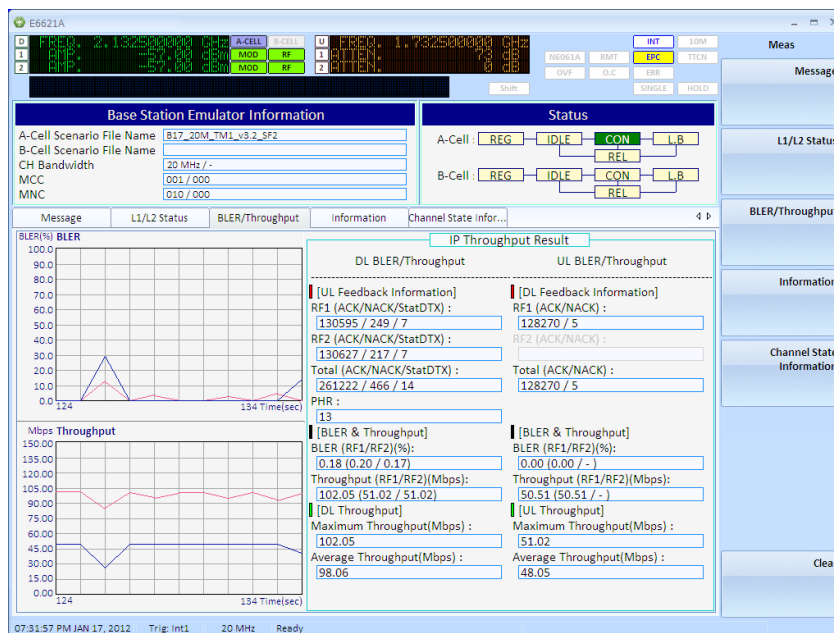 E6621A
D FREQ. 2.132500000 GHz A-CELL B-CELL U FREQ. 1.732500000 GHz INT 10M
1 AMP. -57.00 dBm MOD RF 1 ATTEN. 0 dB N6061A RMT EPC TTCN
2 MOD RF 2 OVF O.C ERR
Shift SINGLE HOLD
Meas
Message
L1/L2 Status
BLER/Throughput
Information
Channel State
Information
Clea
Base Station Emulator Information
A-Cell Scenario File Name B17_20M_TM1_v3.2_SF2
B-Cell Scenario File Name
CH Bandwidth 20 MHz / -
MCC 001 / 000
MNC 010 / 000
Status
A-Cell : REG IDLE CON L.B
REL
B-Cell : REG IDLE CON L.B
REL
Message L1/L2 Status BLER/Throughput Information Channel State Infor...
BLER(%) BLER
100.0
90.0
80.0
70.0
60.0
50.0
40.0
30.0
20.0
10.0
0.0
124 134 Time(sec)
Mbps Throughput
150.00
135.00
120.00
105.00
90.00
75.00
60.00
45.00
30.00
15.00
0.00
124 134 Time(sec)
IP Throughput Result
DL BLER/Throughput
[UL Feedback Information]
RF1 (ACK/NACK/StatDTX) :
130595 / 249 / 7
RF2 (ACK/NACK/StatDTX) :
130627 / 217 / 7
Total (ACK/NACK/StatDTX) :
261222 / 466 / 14
PHR :
13
[BLER & Throughput]
BLER (RF1/RF2)(%):
0.18 (0.20 / 0.17)
Throughput (RF1/RF2)(Mbps):
102.05 (51.02 / 51.02)
[DL Throughput]
Maximum Throughput(Mbps) :
102.05
Average Throughput(Mbps) :
98.06
UL BLER/Throughput
[DL Feedback Information]
RF1 (ACK/NACK) :
128270 / 5
RF2 (ACK/NACK) :
Total (ACK/NACK) :
128270 / 5
[BLER & Throughput]
BLER (RF1/RF2)(%):
0.00 (0.00 / - )
Throughput (RF1/RF2)(Mbps):
50.51 (50.51 / - )
[UL Throughput]
Maximum Throughput(Mbps) :
51.02
Average Throughput(Mbps) :
48.05
07:31:57 PM JAN 17, 2012 Trig: Int1 20 MHz Ready